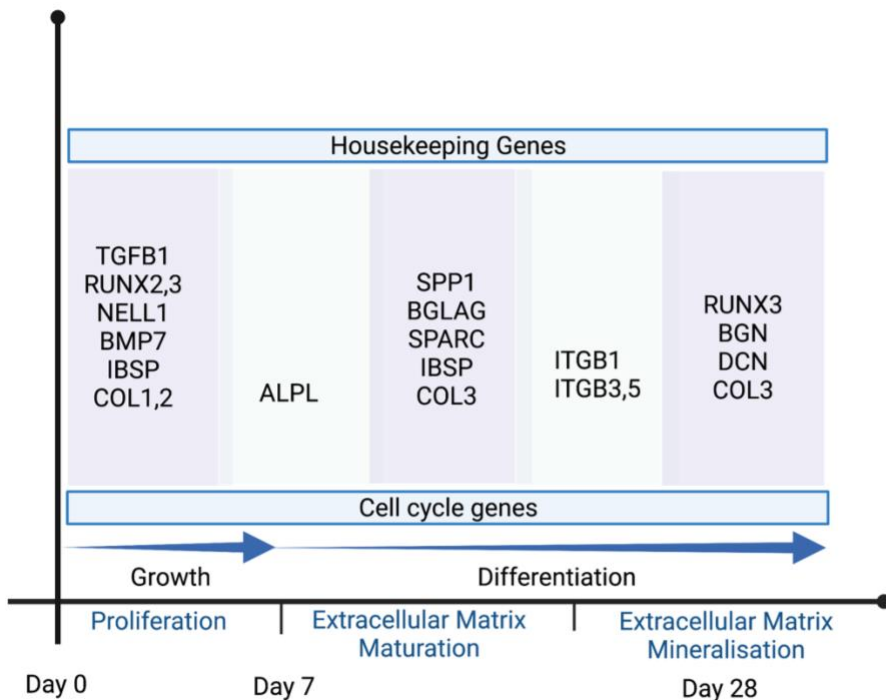 Housekeeping Genes
TGFB1
RUNX2,3
NELL1
BMP7
IBSP
COL1,2
ALPL
SPP1
BGLAG
SPARC
IBSP
COL3
ITGB1
ITGB3,5
RUNX3
BGN
DCN
COL3
Cell cycle genes
Growth
Differentiation
Proliferation
Extracellular Matrix
Maturation
Extracellular Matrix
Mineralisation
Day 0
Day 7
Day 28